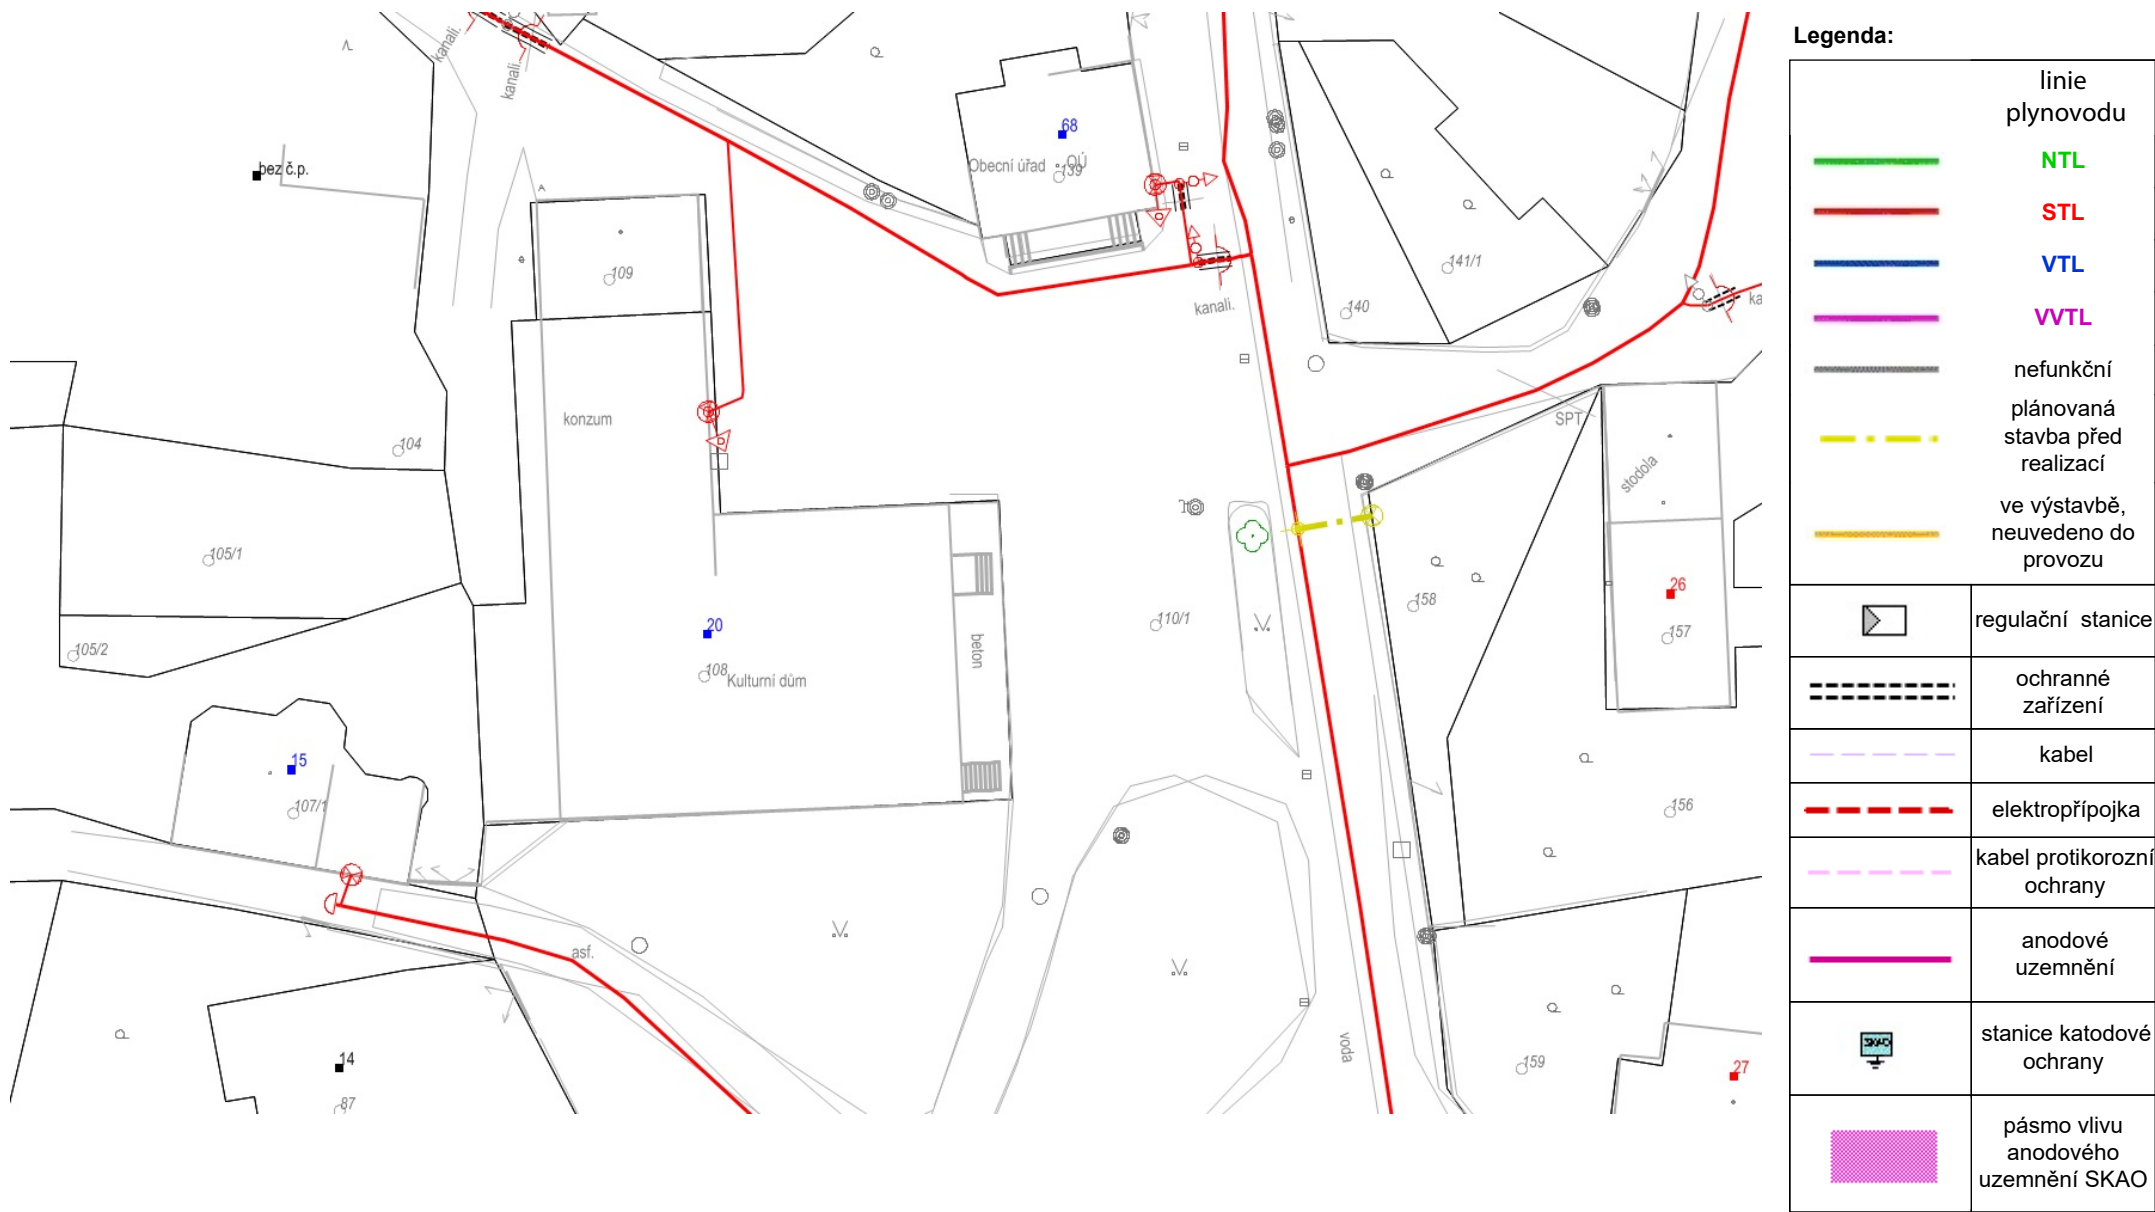 kanali.
kanali.
bez č.p.
68
Obecní úřad
OÚ
139
109
141/1
140
kanali.
ka
konzum
104
SPT
stodola
105/1
158
26
157
110/1
20
105/2
108
Kulturní dům
beton
15
107/1
156
asf.
voda
14
87
159
27
Legenda:
linie
plynovodu
NTL
STL
VTL
VVTL
nefunkční
plánovaná
stavba před
realizací
ve výstavbě,
neuvedeno do
provozu
regulační stanice
ochranné
zařízení
kabel
elektropřípojka
kabel protikorozní
ochrany
anodové
uzemnění
SKAO
stanice katodové
ochrany
pásmo vlivu
anodového
uzemnění SKAO